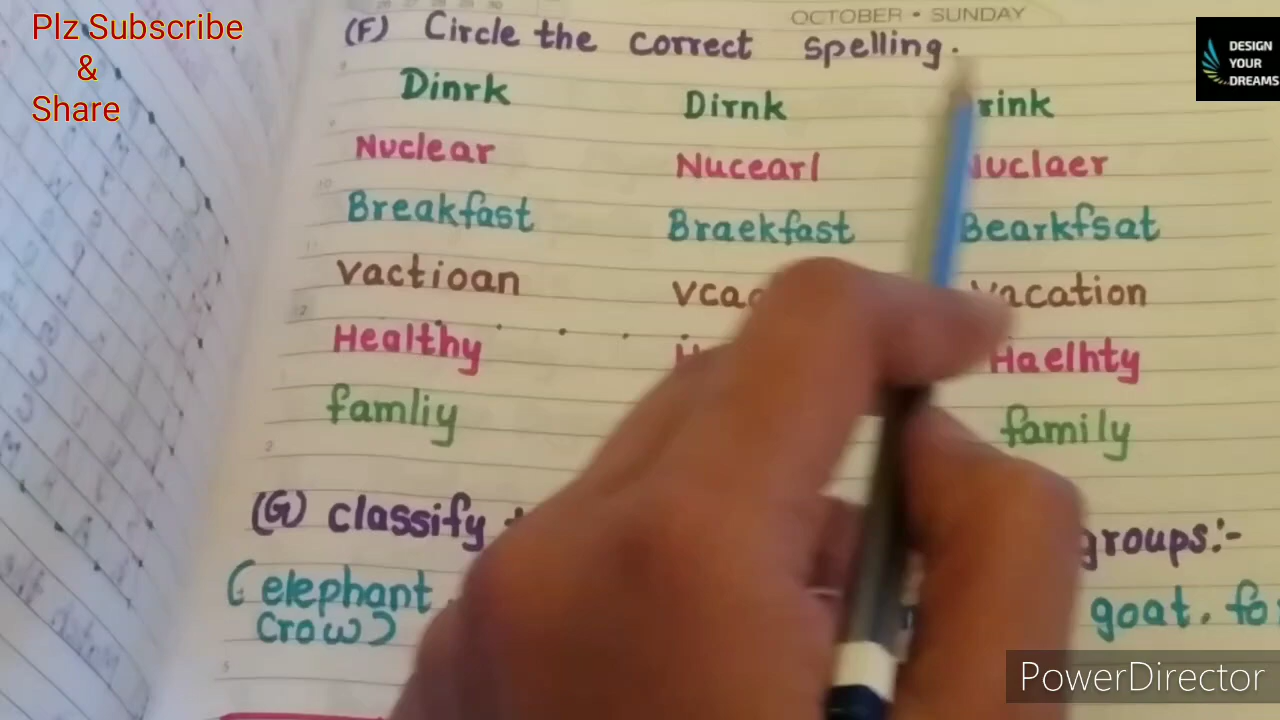 Plz Subscribe
&
Share
OCTOBER • SUNDAY
DESIGN
YOUR
DREAMS
(F) Circle the correct spelling.
Dinrk Dirnk rink
Nuclear Nucearl Nuclaer
Breakfast Braekfast Bearkfsat
vactioan vacation
Healthy Haelhty
famliy family
(G) classify groups:-
(elephant goat.
crow)
PowerDirector